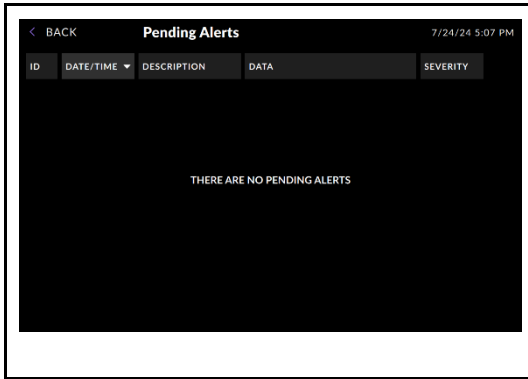 BACK
Pending Alerts
7/24/24 5:07 PM
ID DATE/TIME DESCRIPTION DATA SEVERITY
THERE ARE NO PENDING ALERTS